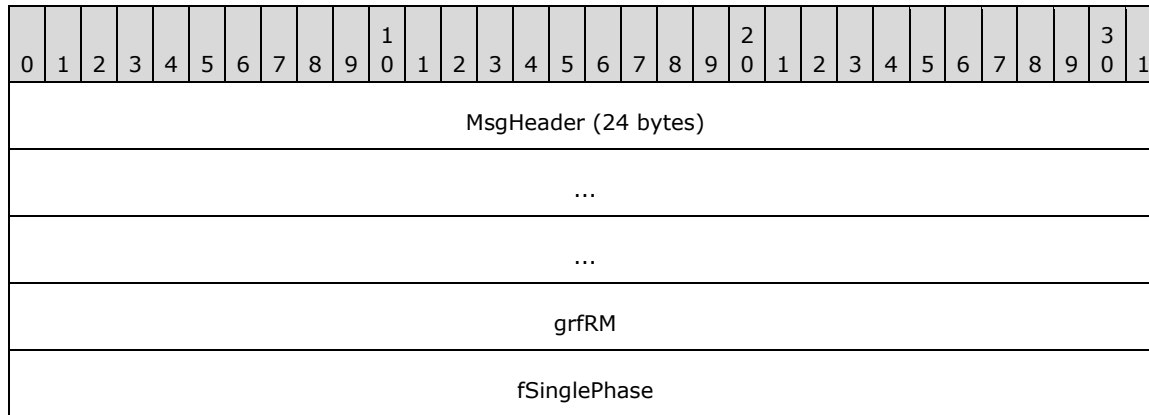 1 2 3
0 1 2 3 4 5 6 7 8 9 0 1 2 3 4 5 6 7 8 9 0 1 2 3 4 5 6 7 8 9 0 1
MsgHeader (24 bytes)
...
...
grfRM
fSinglePhase